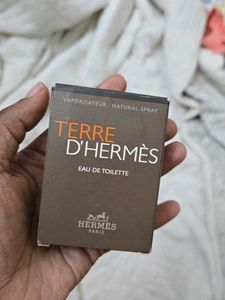 VAPORISATEUR . NATURAL SPRAY
TERRE
D'HERMÈS
EAU DE TOILETTE
HERMÈS
PARIS